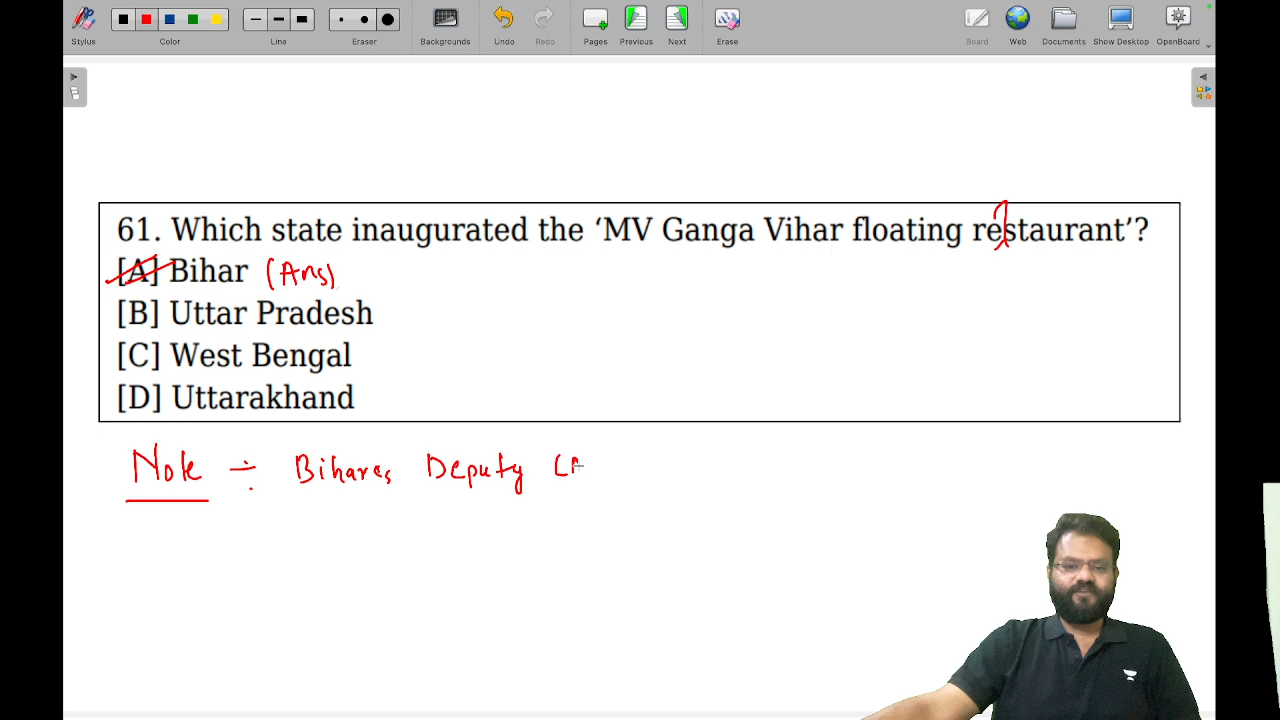 Stylus Color Line Eraser Backgrounds Undo Redo Pages Previous Next Erase Board Web Documents Show Desktop OpenBoard
61. Which state inaugurated the ‘MV Ganga Vihar floating restaurant’?
[A] Bihar (Ans)
[B] Uttar Pradesh
[C] West Bengal
[D] Uttarakhand
Note ÷ Bihares Deputy